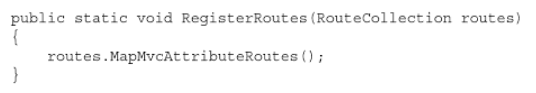 public static void RegisterRoutes(RouteCollection routes)
{
    routes.MapMvcAttributeRoutes();
}